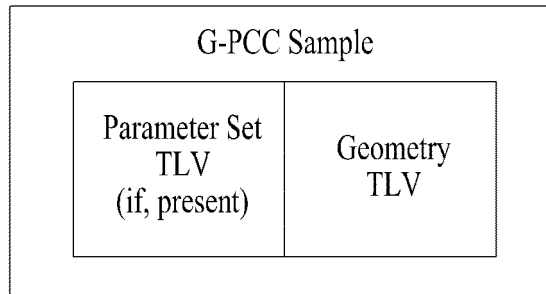 G-PCC Sample
Parameter Set
TLV
(if, present)
Geometry
TLV